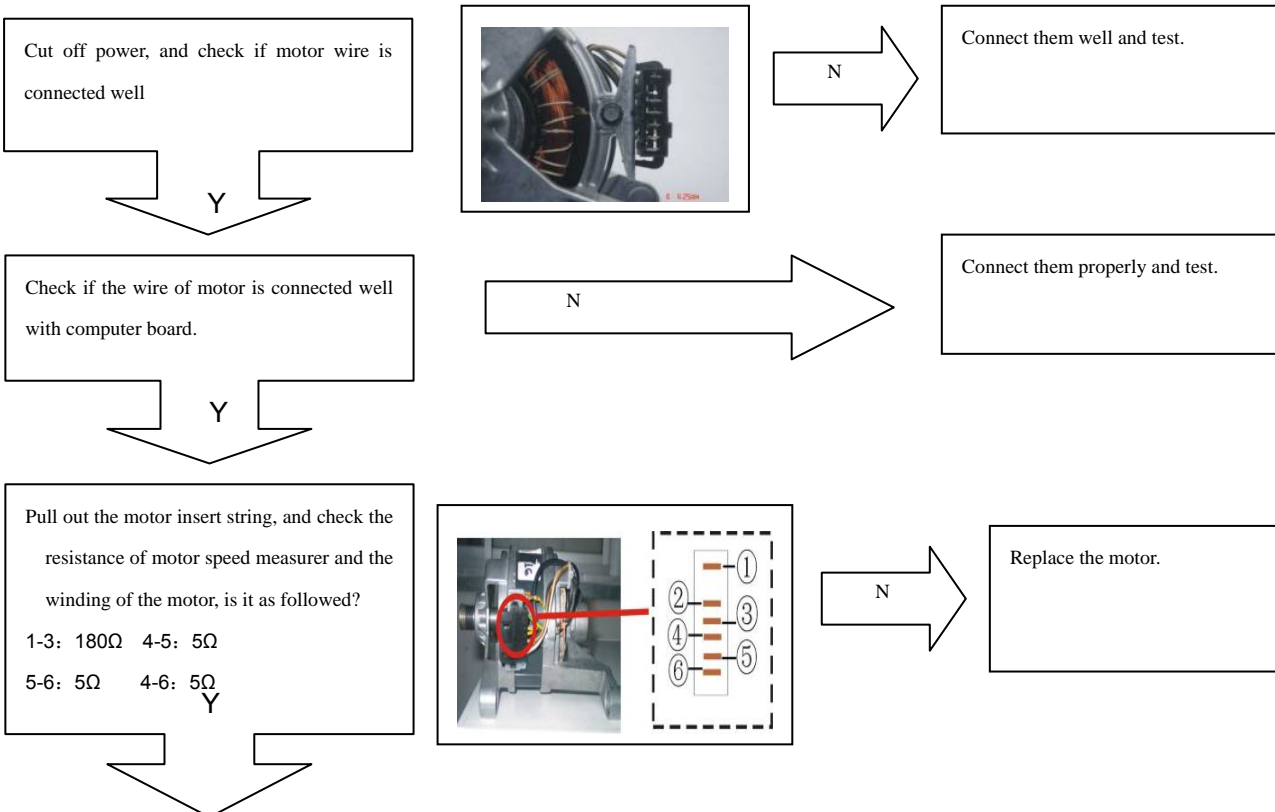 Cut off power, and check if motor wire is
connected well
N
Connect them well and test.
Y
Check if the wire of motor is connected well
with computer board.
N
Connect them properly and test.
Y
Pull out the motor insert string, and check the
resistance of motor speed measurer and the
winding of the motor, is it as followed?
1-3: 180Ω 4-5: 5Ω
5-6: 5Ω 4-6: 5Ω
Y
①
②
③
④
⑤
⑥
N
Replace the motor.